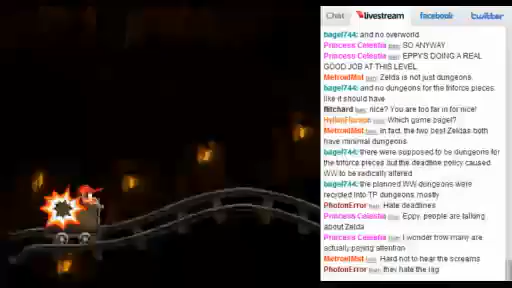 Chat livestream facebook twitter
bagel744: and no overworld
Princess Celestia: SO ANYWAY
Princess Celestia: EPPY'S DOING A REAL
GOOD JOB AT THIS LEVEL
MetroidMst: Zelda is not just dungeons.
bagel744: and no dungeons for the triforce pieces
like it should have
flitchard: nice? You are too far in for nice!
Which game bagel?
MetroidMst: In fact, the two best Zeldas both
have minimal dungeons
bagel744: there were supposed to be dungeons for
the triforce pieces but the deadline policy caused
WW to be radically altered
bagel744: the planned WW dungeons were
recycled into TP dungeons mostly
PhotonError: Hate deadlines
Princess Celestia: Eppy, people are talking
about Zelda
Princess Celestia: I wonder how many are
actually paying attention
MetroidMst: Hard not to hear the screams
PhotonError: they hate the lag